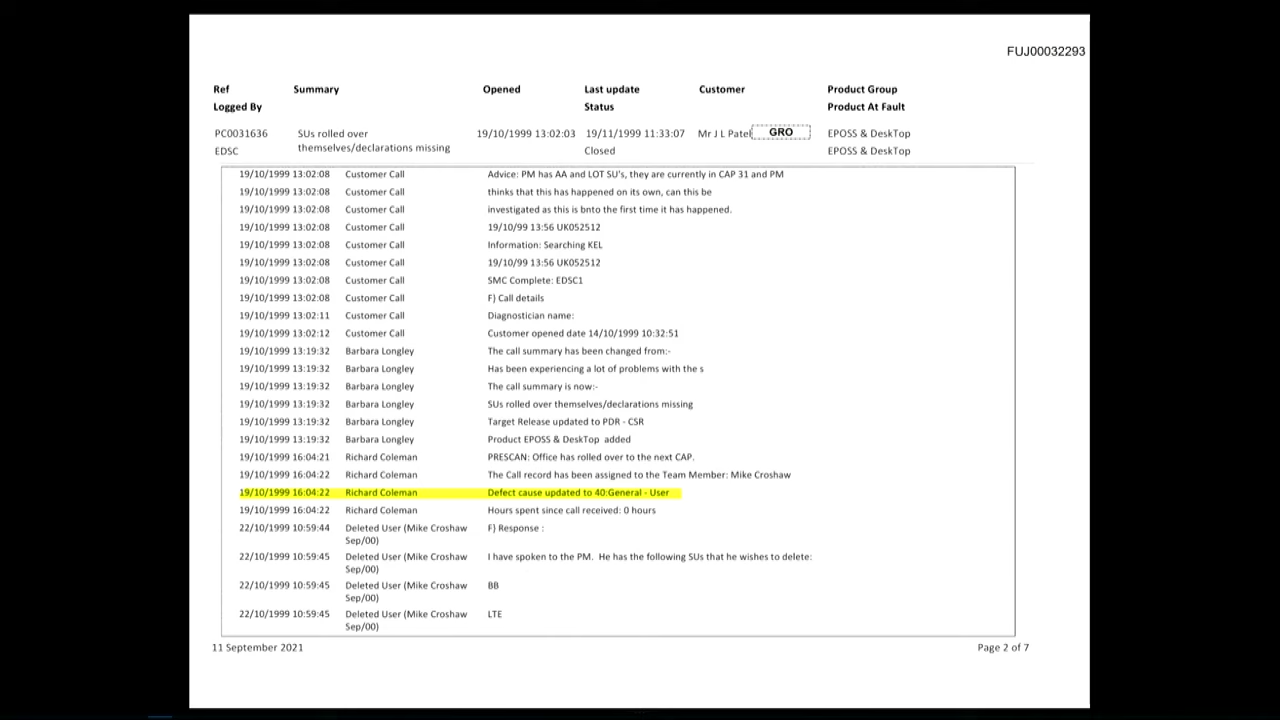 FUJ00032293
Ref Summary Opened Last update Customer Product Group
Logged By Status Product At Fault
PC0031636 SUs rolled over 19/10/1999 13:02:03 19/11/1999 11:33:07 Mr J L Patel GRO EPOSS & DeskTop
EDSC themselves/declarations missing Closed EPOSS & DeskTop
19/10/1999 13:02:08 Customer Call Advice: PM has AA and LOT SU's, they are currently in CAP 31 and PM
19/10/1999 13:02:08 Customer Call thinks that this has happened on its own, can this be
19/10/1999 13:02:08 Customer Call investigated as this is bnto the first time it has happened.
19/10/1999 13:02:08 Customer Call 19/10/99 13:56 UK052512
19/10/1999 13:02:08 Customer Call Information: Searching KEL
19/10/1999 13:02:08 Customer Call 19/10/99 13:56 UK052512
19/10/1999 13:02:08 Customer Call SMC Complete: EDSC1
19/10/1999 13:02:08 Customer Call F) Call details
19/10/1999 13:02:11 Customer Call Diagnostician name:
19/10/1999 13:02:12 Customer Call Customer opened date 14/10/1999 10:32:51
19/10/1999 13:19:32 Barbara Longley The call summary has been changed from:-
19/10/1999 13:19:32 Barbara Longley Has been experiencing a lot of problems with the s
19/10/1999 13:19:32 Barbara Longley The call summary is now:-
19/10/1999 13:19:32 Barbara Longley SUs rolled over themselves/declarations missing
19/10/1999 13:19:32 Barbara Longley Target Release updated to PDR - CSR
19/10/1999 13:19:32 Barbara Longley Product EPOSS & DeskTop added
19/10/1999 16:04:21 Richard Coleman PRESCAN: Office has rolled over to the next CAP.
19/10/1999 16:04:22 Richard Coleman The Call record has been assigned to the Team Member: Mike Croshaw
19/10/1999 16:04:22 Richard Coleman Defect cause updated to 40:General - User
19/10/1999 16:04:22 Richard Coleman Hours spent since call received: 0 hours
22/10/1999 10:59:44 Deleted User (Mike Croshaw F) Response :
Sep/00)
22/10/1999 10:59:45 Deleted User (Mike Croshaw I have spoken to the PM. He has the following SUs that he wishes to delete:
Sep/00)
22/10/1999 10:59:45 Deleted User (Mike Croshaw BB
Sep/00)
22/10/1999 10:59:45 Deleted User (Mike Croshaw LTE
Sep/00)
11 September 2021 Page 2 of 7